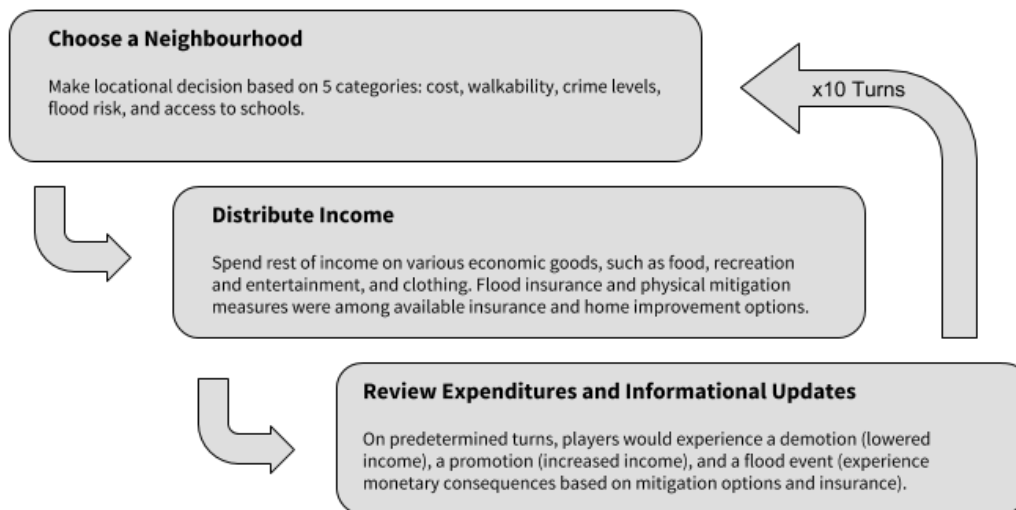 Choose a Neighbourhood
Make locational decision based on 5 categories: cost, walkability, crime levels,
flood risk, and access to schools.
x10 Turns
Distribute Income
Spend rest of income on various economic goods, such as food, recreation
and entertainment, and clothing. Flood insurance and physical mitigation
measures were among available insurance and home improvement options.
Review Expenditures and Informational Updates
On predetermined turns, players would experience a demotion (lowered
income), a promotion (increased income), and a flood event (experience
monetary consequences based on mitigation options and insurance).